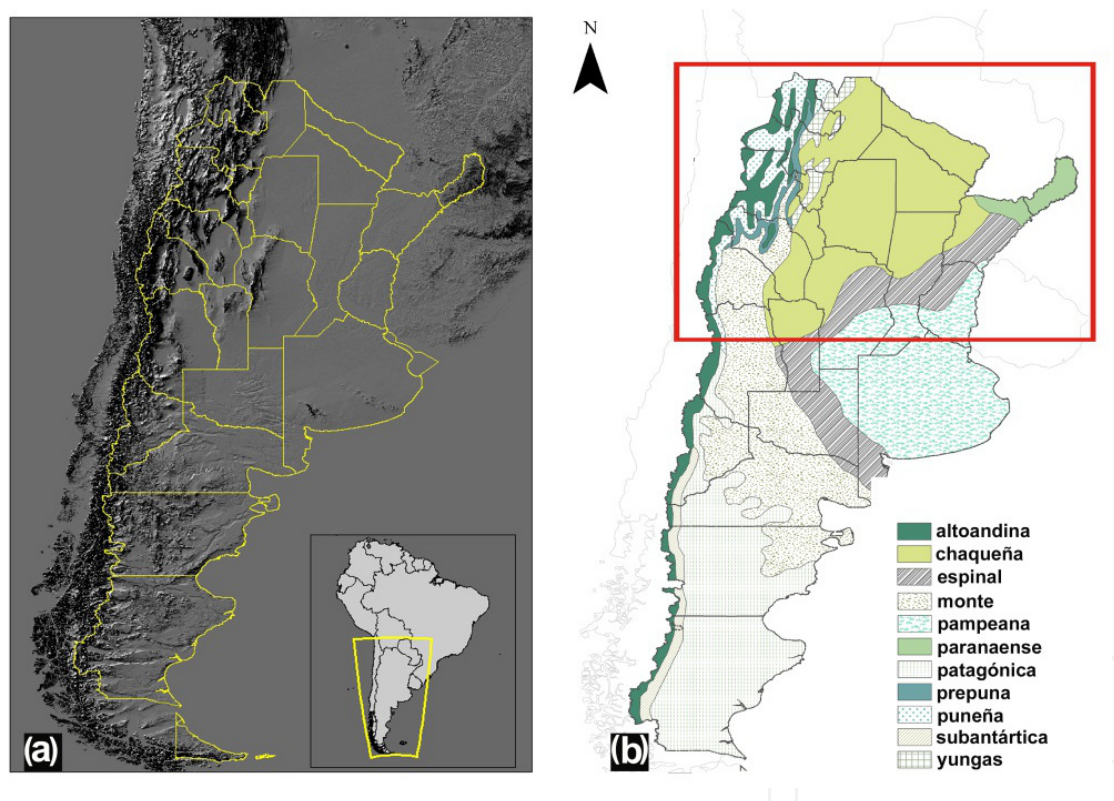 (a)
N
altoandina
chaqueña
espinal
monte
pampeana
paranaense
patagónica
prepuna
puneña
subantártica
yungas
(b)